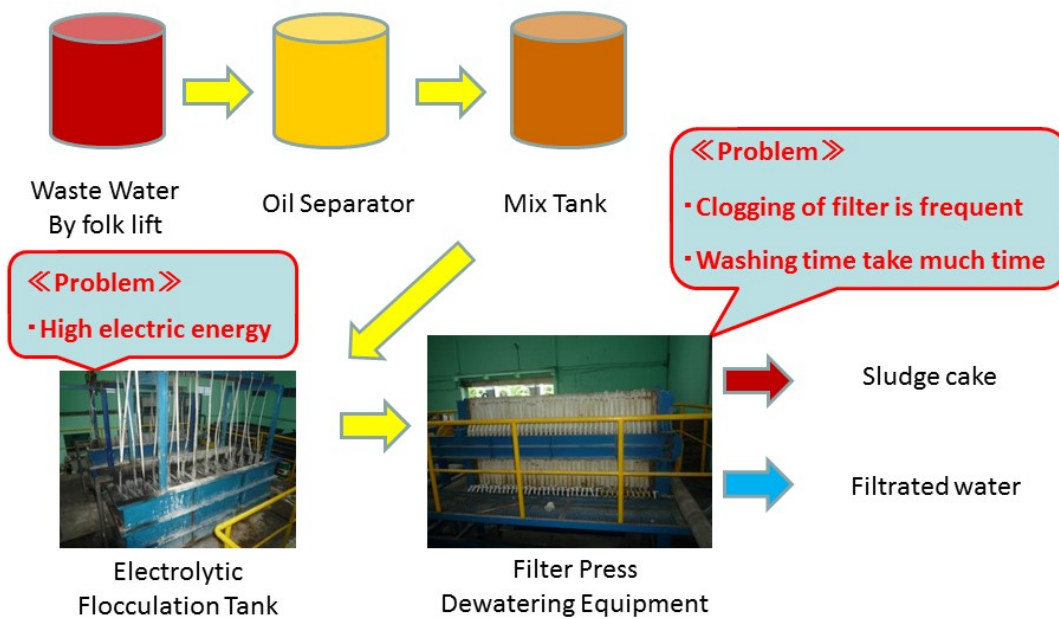 Waste Water
By folk lift
Oil Separator
Mix Tank
≪Problem≫
・Clogging of filter is frequent
・Washing time take much time
≪Problem≫
・High electric energy
Electrolytic
Flocculation Tank
Filter Press
Dewatering Equipment
Sludge cake
Filtrated water